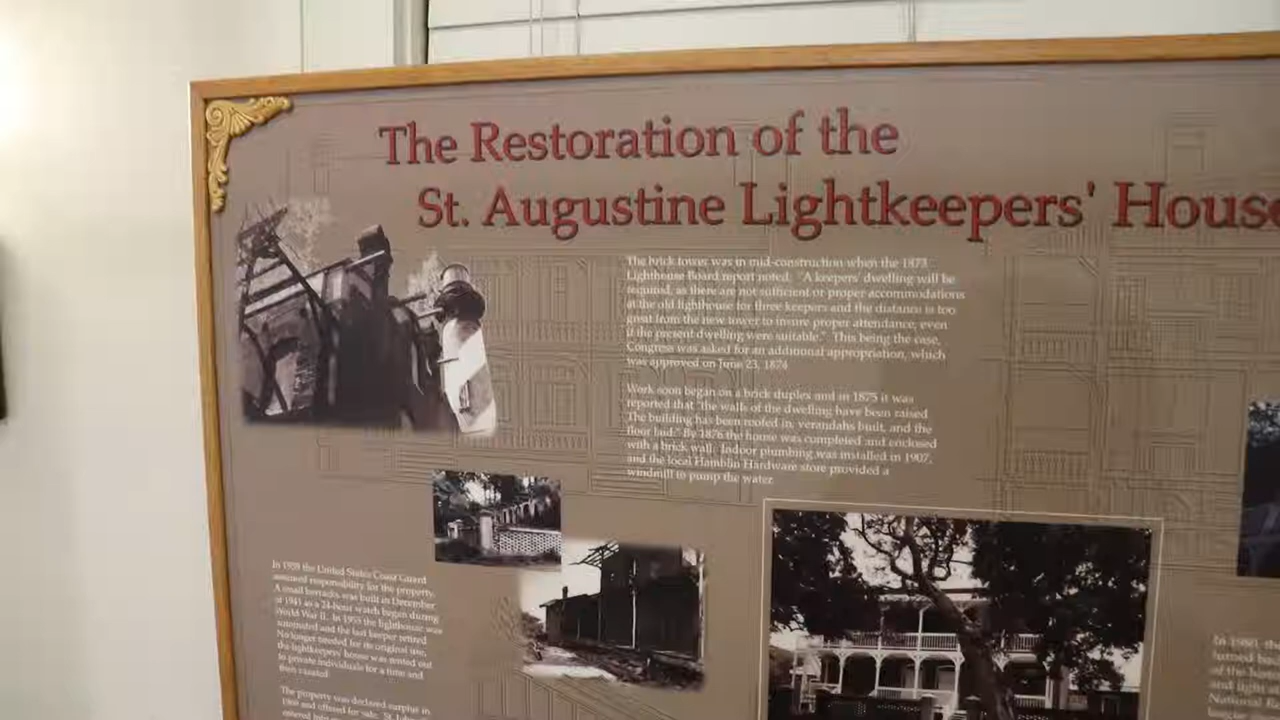 The Restoration of the
St. Augustine Lightkeepers' House
The brick tower was in mid-construction when the 1873
Lighthouse Board report noted: "A keepers' dwelling will be
required, as there are not sufficient or proper accommodations
at the old lighthouse for three keepers and the distance is too
great from the new tower to insure proper attendance, even
if the present dwelling were suitable." This being the case,
Congress was asked for an additional appropriation, which
was approved on June 23, 1874
Work soon began on a brick duplex and in 1875 it was
reported that "the walls of the dwelling have been raised
The building has been roofed in, verandahs built, and the
floor laid." By 1876 the house was completed and enclosed
with a brick wall. Indoor plumbing was installed in 1907,
and the local Hamblin Hardware store provided a
windmill to pump the water
In 1939 the United States Coast Guard
assumed responsibility for the property.
A small barracks was built in December
of 1941 as a 24-hour watch began during
World War II. In 1955 the lighthouse was
automated and the last keeper retired
No longer needed for its original use,
the lightkeepers' house was rented out
to private individuals for a time and
then vacated
The property was declared surplus in
and offered for sale. St. Johns
entered into
In 1980, the
turned
of the
and light
National